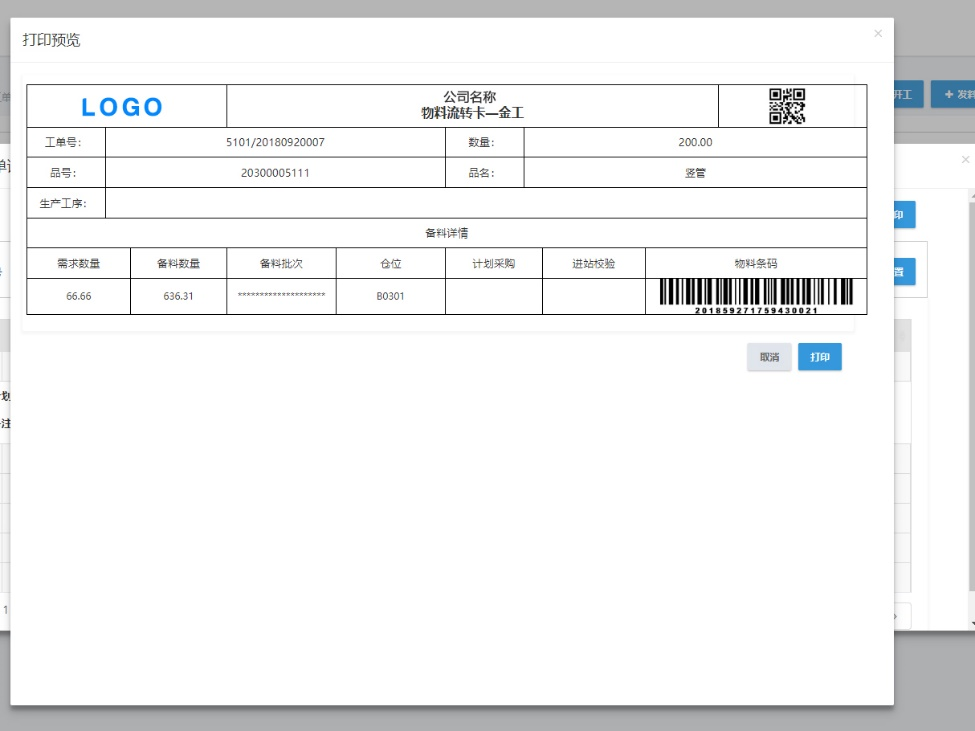 打印预览
×
LOGO
公司名称
物料流转卡—金工
工单号: 5101/20180920007 数量: 200.00
品号: 20300005111 品名: 竖管
生产工序:
备料详情
需求数量 备料数量 备料批次 仓位 计划采购 进站校验 物料条码
66.66 636.31 ******************** B0301
201859271759430021
取消 打印
开工
+ 发料
×
印
置
1